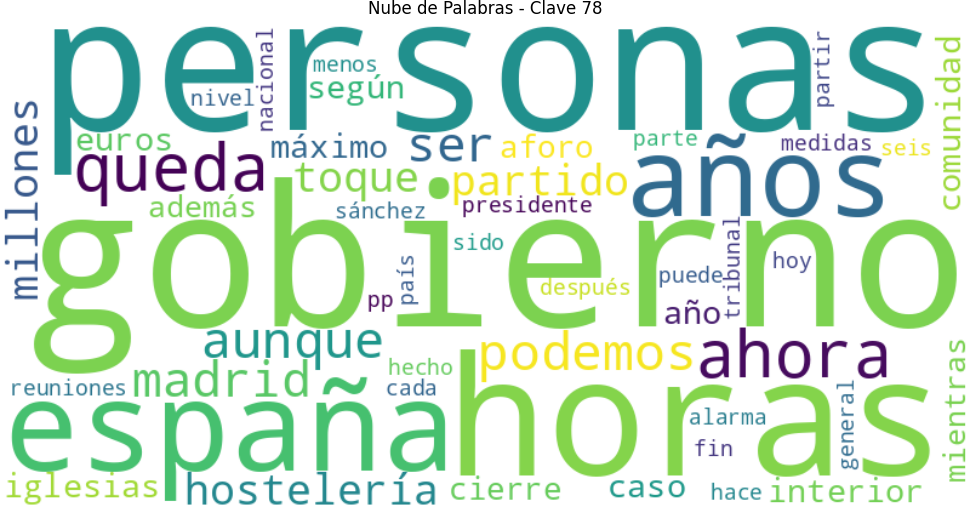 Nube de Palabras - Clave 78
personas
menos
nivel
nacional
según
partir
comunidad
millones
euros
queda
máximo
ser
aforo
parte
años
medidas
seis
toque
partido
además
sánchez
presidente
gobierno
sido
país
pp
después
puede
tribunal
hoy
año
aunque
podemos
ahora
reuniones
madrid
hecho
cada
horas
españa
alarma
fin
general
mientras
iglesias
hostelería
cierre
caso
hace
interior